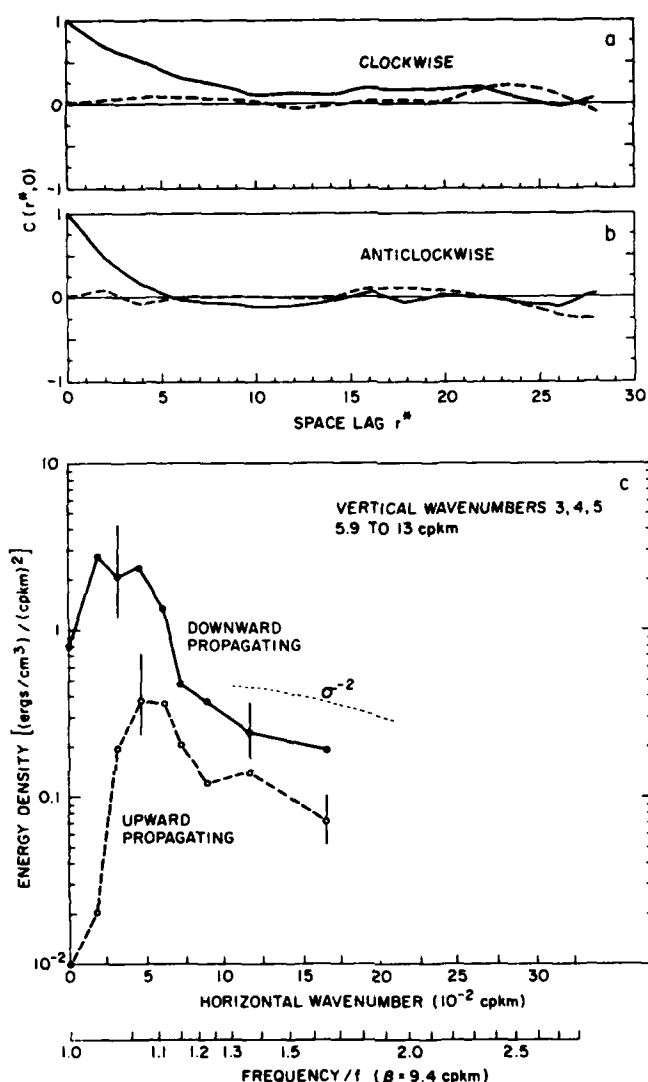 a
CLOCKWISE
1
0
-1
C (r*,0)
b
ANTICLOCKWISE
1
0
-1
0 5 10 15 20 25 30
SPACE LAG r*
c
VERTICAL WAVENUMBERS 3, 4, 5
5.9 TO 13 cpkm
10
1
0.1
10⁻²
ENERGY DENSITY [(ergs/cm³)/(cpkm)²]
DOWNWARD
PROPAGATING
σ⁻²
UPWARD
PROPAGATING
0 5 10 15 20 25 30
HORIZONTAL WAVENUMBER (10⁻² cpkm)
1.0 1.1 1.2 1.3 1.5 2.0 2.5
FREQUENCY/f (β = 9.4 cpkm)